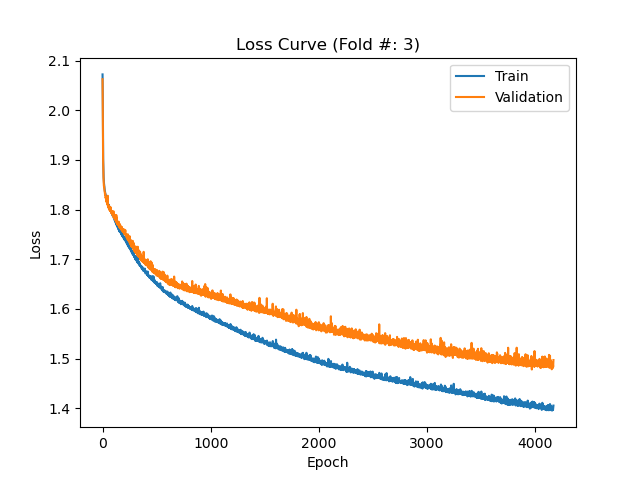 Loss Curve (Fold #: 3)
Train
Validation
2.1
2.0
1.9
1.8
1.7
1.6
1.5
1.4
Loss
0 1000 2000 3000 4000
Epoch